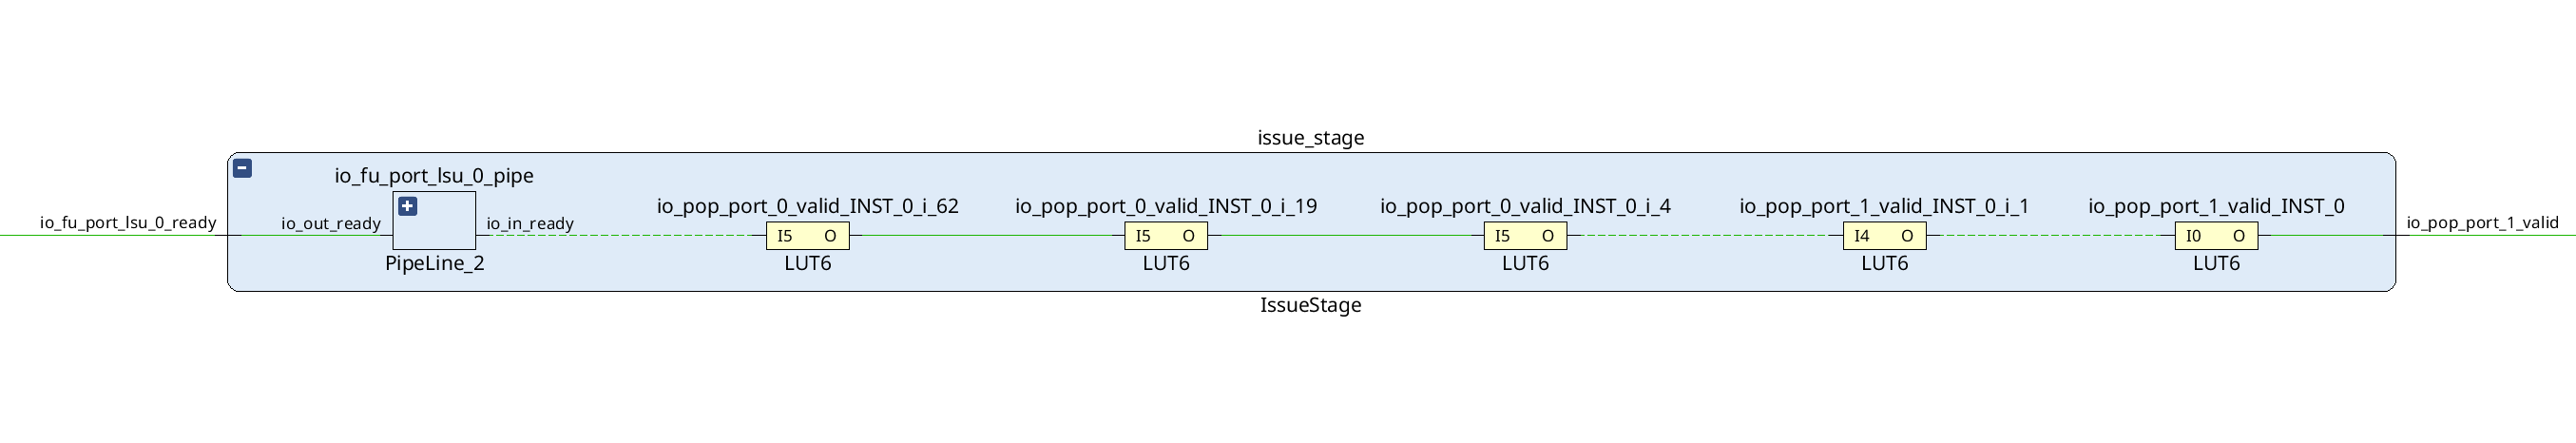 issue_stage
io_fu_port_lsu_0_pipe
io_pop_port_0_valid_INST_0_i_62
io_pop_port_0_valid_INST_0_i_19
io_pop_port_0_valid_INST_0_i_4
io_pop_port_1_valid_INST_0_i_1
io_pop_port_1_valid_INST_0
io_fu_port_lsu_0_ready
io_out_ready
io_in_ready
io_pop_port_1_valid
I5 O
I5 O
I5 O
I4 O
I0 O
PipeLine_2
LUT6
LUT6
LUT6
LUT6
LUT6
IssueStage